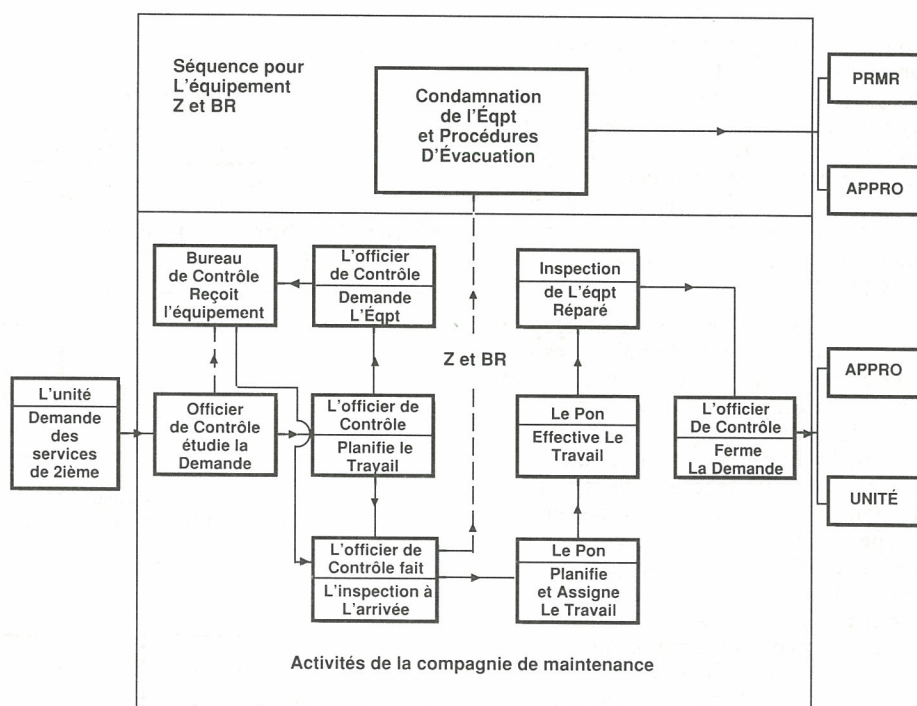 Séquence pour
L'équipement
Z et BR
Condamnation
de l'Éqpt
et Procédures
D'Évacuation
PRMR
APPRO
Bureau
de Contrôle
Reçoit
l'équipement
L'officier
de Contrôle
Demande
L'Éqpt
Inspection
de L'éqpt
Réparé
Z et BR
L'unité
Demande
des
services
de 2ième
Officier
de Contrôle
étudie la
Demande
L'officier de
Contrôle
Planifie le
Travail
Le Pon
Effective Le
Travail
L'officier
De Contrôle
Ferme
La Demande
APPRO
UNITÉ
L'officier de
Contrôle fait
L'inspection à
L'arrivée
Le Pon
Planifie
et Assigne
Le Travail
Activités de la compagnie de maintenance